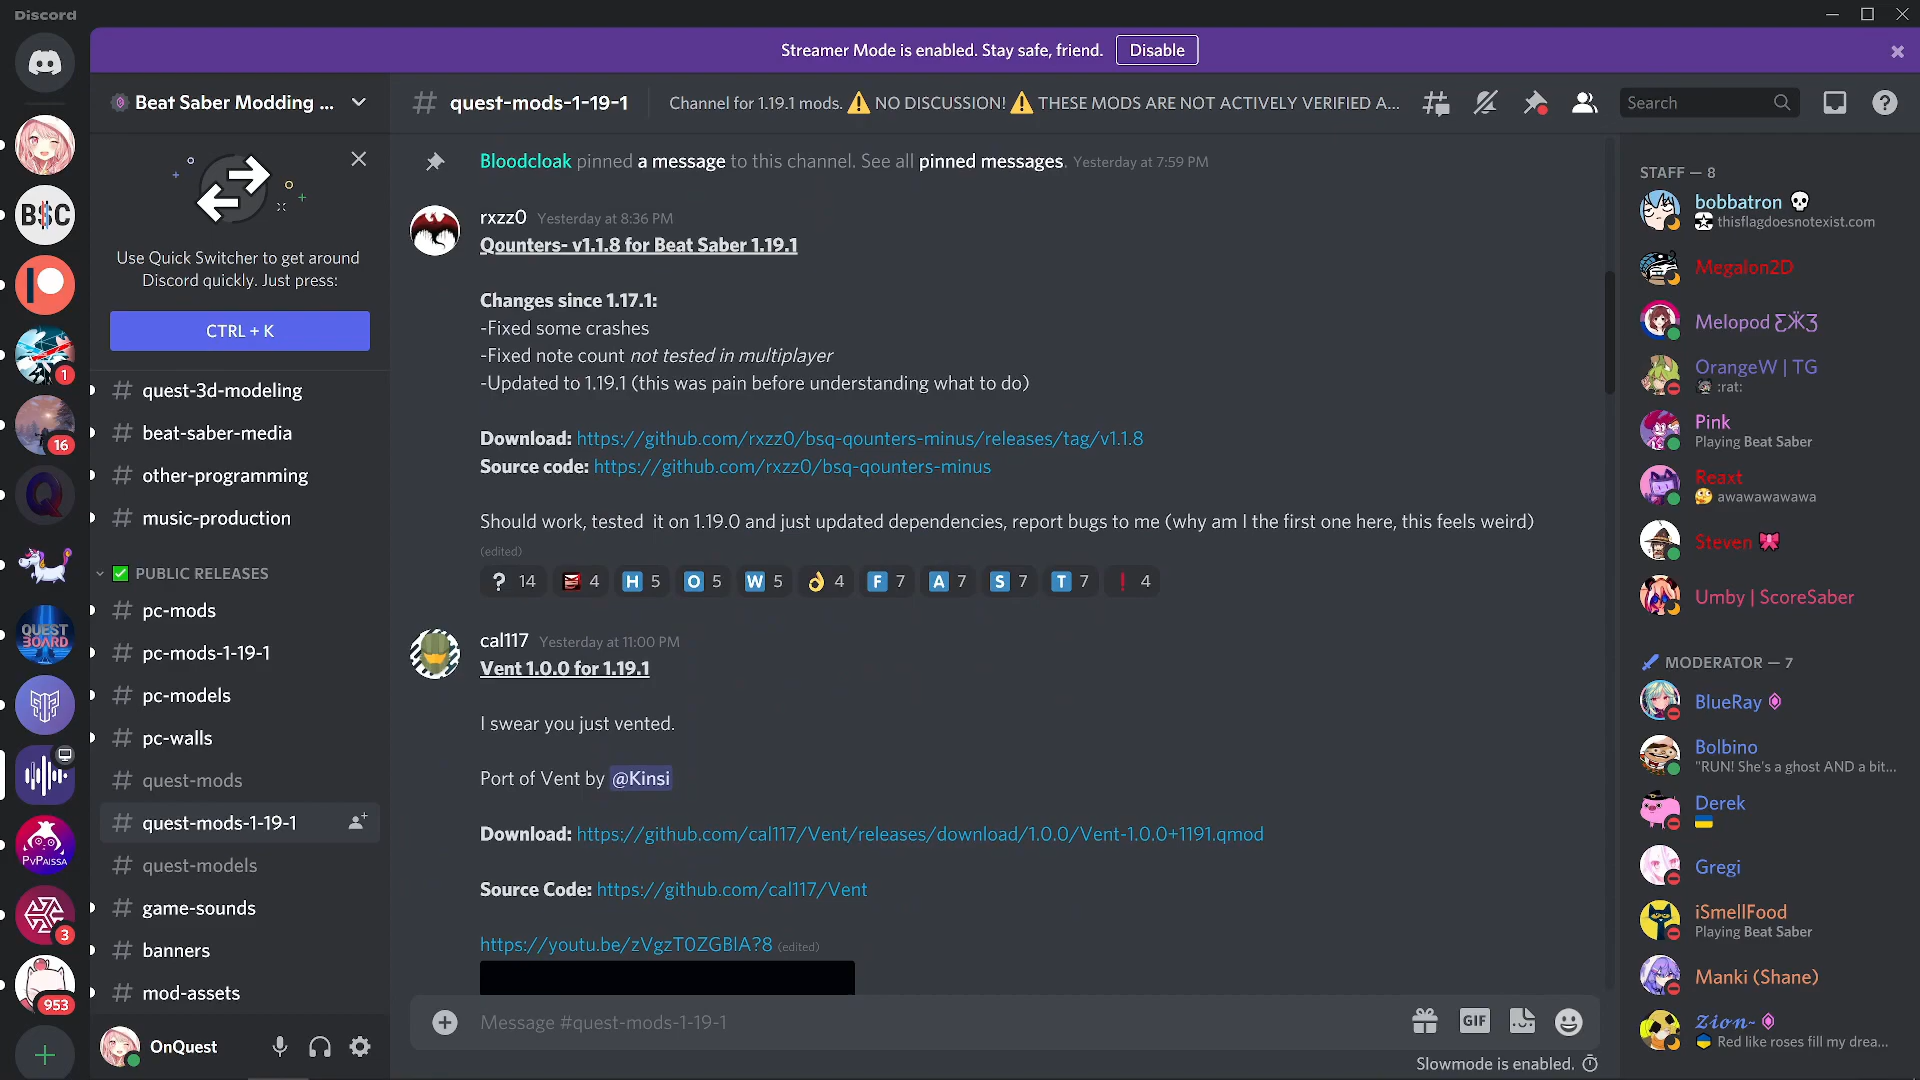 Discord
Streamer Mode is enabled. Stay safe, friend.
Disable
Beat Saber Modding ...
quest-mods-1-19-1
Channel for 1.19.1 mods. ⚠️ NO DISCUSSION! ⚠️ THESE MODS ARE NOT ACTIVELY VERIFIED A...
Search
Use Quick Switcher to get around
Discord quickly. Just press:
CTRL + K
quest-3d-modeling
beat-saber-media
other-programming
music-production
PUBLIC RELEASES
pc-mods
pc-mods-1-19-1
pc-models
pc-walls
quest-mods
quest-mods-1-19-1
quest-models
game-sounds
banners
mod-assets
OnQuest
BSC
1
16
QUEST
BOARD
PVPAISSA
3
953
Bloodcloak pinned a message to this channel. See all pinned messages. Yesterday at 7:59 PM
rxzz0 Yesterday at 8:36 PM
Qounters- v1.1.8 for Beat Saber 1.19.1
Changes since 1.17.1:
-Fixed some crashes
-Fixed note count not tested in multiplayer
-Updated to 1.19.1 (this was pain before understanding what to do)
Download: https://github.com/rxzz0/bsq-qounters-minus/releases/tag/v1.1.8
Source code: https://github.com/rxzz0/bsq-qounters-minus
Should work, tested it on 1.19.0 and just updated dependencies, report bugs to me (why am I the first one here, this feels weird)
(edited)
? 14 4 H 5 O 5 W 5 👌 4 F 7 A 7 S 7 T 7 ❗ 4
cal117 Yesterday at 11:00 PM
Vent 1.0.0 for 1.19.1
I swear you just vented.
Port of Vent by @Kinsi
Download: https://github.com/cal117/Vent/releases/download/1.0.0/Vent-1.0.0+1191.qmod
Source Code: https://github.com/cal117/Vent
https://youtu.be/zVgzT0ZGBlA?8 (edited)
Message #quest-mods-1-19-1
GIF
Slowmode is enabled.
STAFF — 8
bobbatron 💀
thisflagdoesnotexist.com
Megalon2D
Melopod Ƹ̵̡Ӝ̵̨̄Ʒ
OrangeW | TG
:rat:
Pink
Playing Beat Saber
Reaxt
🤔 awawawawawa
Steven 🎀
Umby | ScoreSaber
MODERATOR — 7
BlueRay
Bolbino
"RUN! She's a ghost AND a bit...
Derek
🇺🇦
Gregi
iSmellFood
Playing Beat Saber
Manki (Shane)
Zion~
Red like roses fill my drea...